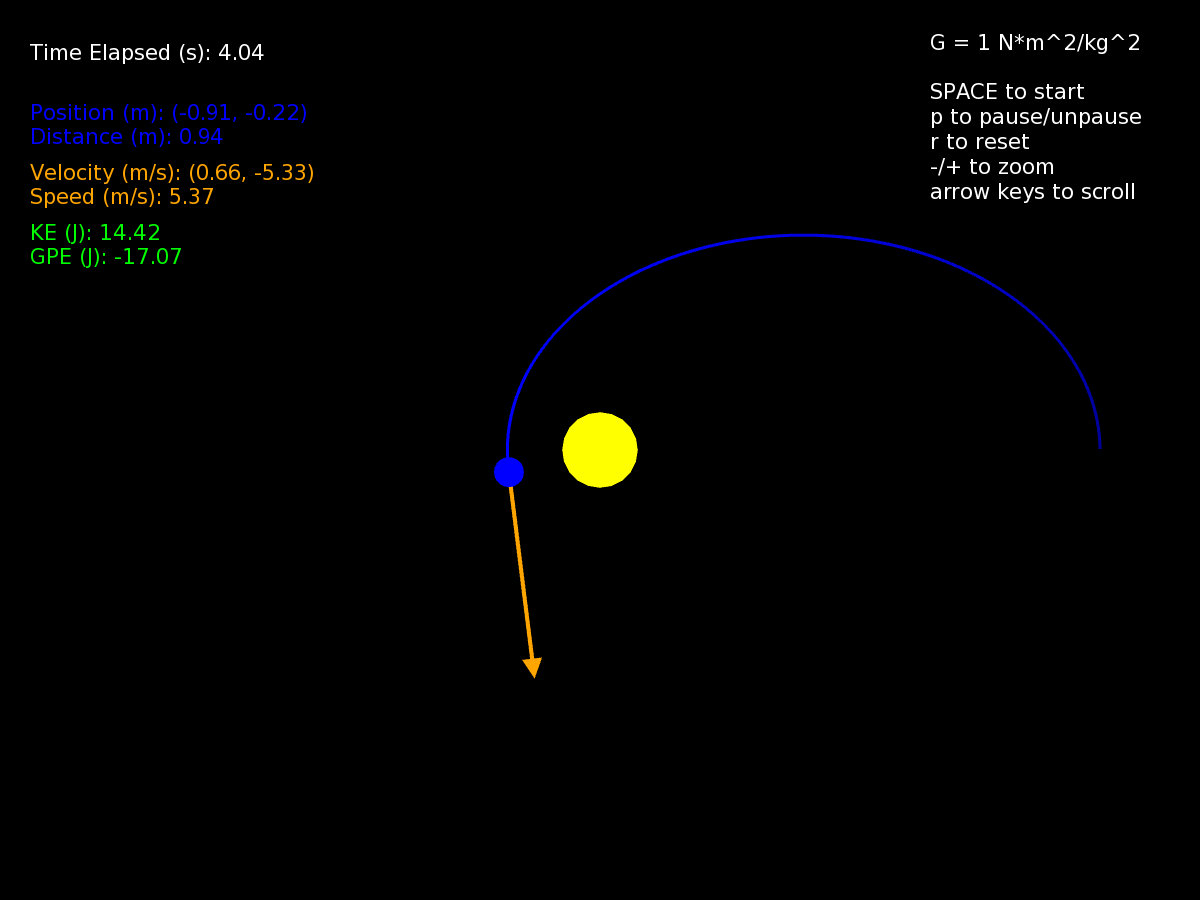 Time Elapsed (s): 4.04
Position (m): (-0.91, -0.22)
Distance (m): 0.94
Velocity (m/s): (0.66, -5.33)
Speed (m/s): 5.37
KE (J): 14.42
GPE (J): -17.07
G = 1 N*m^2/kg^2
SPACE to start
p to pause/unpause
r to reset
-/+ to zoom
arrow keys to scroll